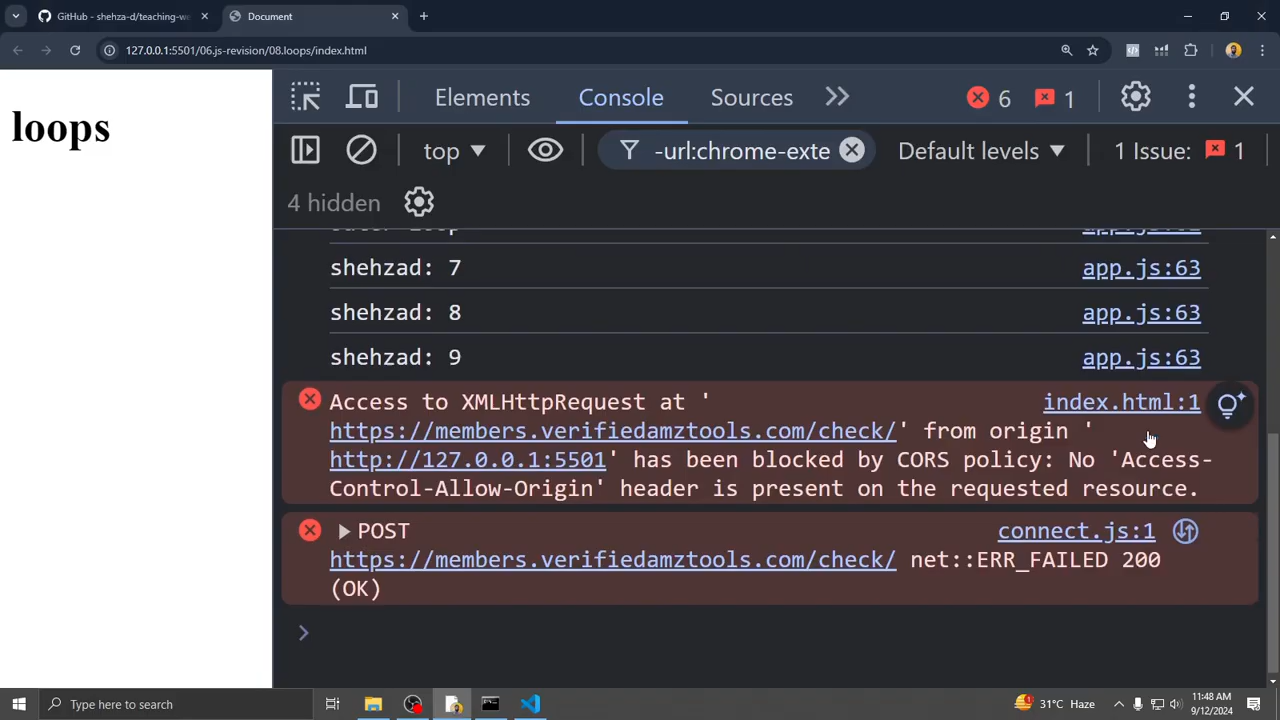 GitHub - shehza-d/teaching-we
Document
127.0.0.1:5501/06.js-revision/08.loops/index.html
loops
Elements
Console
Sources
6
1
top
-url:chrome-exte
Default levels
1 Issue:
1
4 hidden
shehzad: 7
app.js:63
shehzad: 8
app.js:63
shehzad: 9
app.js:63
Access to XMLHttpRequest at '
index.html:1
https://members.verifiedamztools.com/check/' from origin '
http://127.0.0.1:5501' has been blocked by CORS policy: No 'Access-
Control-Allow-Origin' header is present on the requested resource.
POST
connect.js:1
https://members.verifiedamztools.com/check/ net::ERR_FAILED 200
(OK)
Type here to search
31°C Haze
11:48 AM
9/12/2024